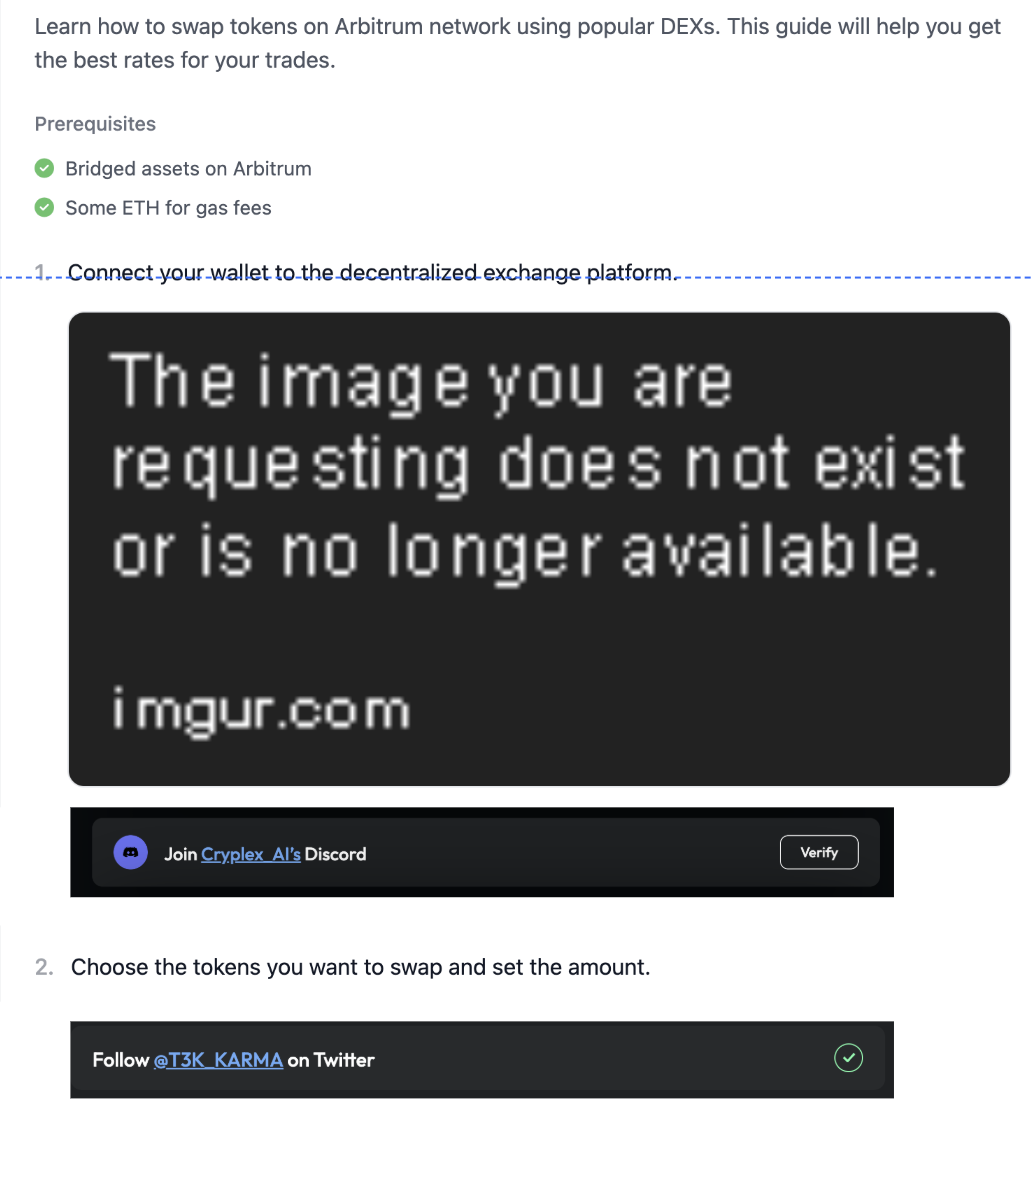 Learn how to swap tokens on Arbitrum network using popular DEXs. This guide will help you get
the best rates for your trades.
Prerequisites
Bridged assets on Arbitrum
Some ETH for gas fees
1. Connect your wallet to the decentralized exchange platform.
The image you are
requesting does not exist
or is no longer available.
imgur.com
Join Cryplex_AI's Discord
Verify
2. Choose the tokens you want to swap and set the amount.
Follow @T3K_KARMA on Twitter